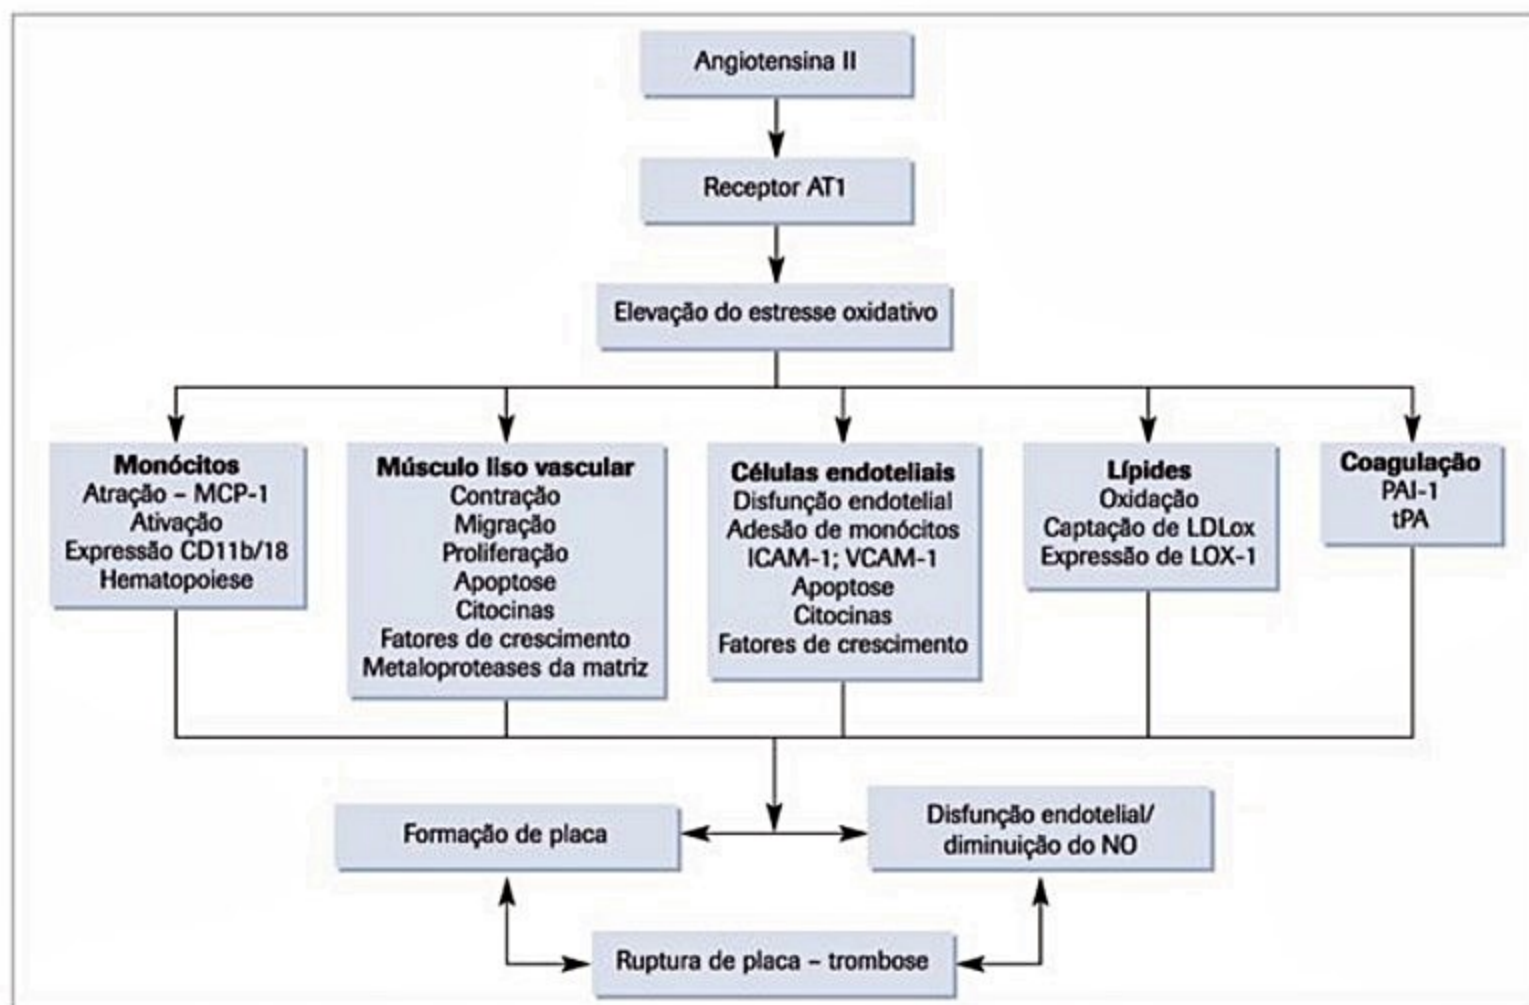 Angiotensina II
Receptor AT1
Elevação do estresse oxidativo
Monócitos
Atração – MCP-1
Ativação
Expressão CD11b/18
Hematopoiese
Músculo liso vascular
Contração
Migração
Proliferação
Apoptose
Citocinas
Fatores de crescimento
Metaloproteases da matriz
Células endoteliais
Disfunção endotelial
Adesão de monócitos
ICAM-1; VCAM-1
Apoptose
Citocinas
Fatores de crescimento
Lípides
Oxidação
Captação de LDLox
Expressão de LOX-1
Coagulação
PAI-1
tPA
Formação de placa
Disfunção endotelial/
diminuição do NO
Ruptura de placa – trombose